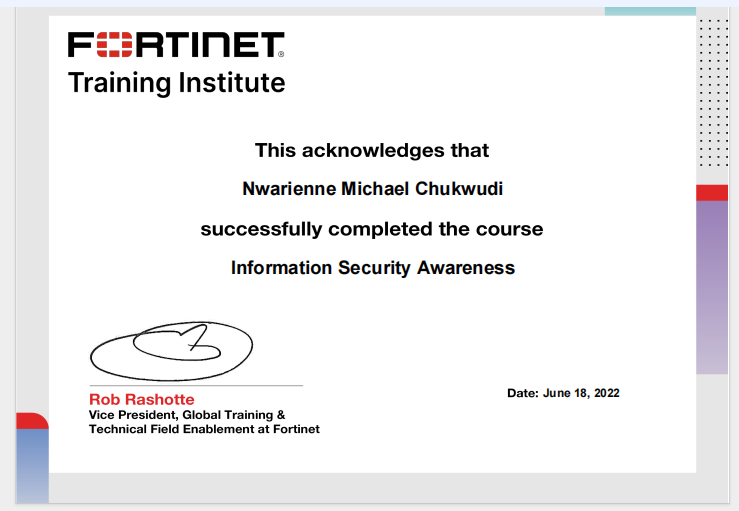 FORTINET®
Training Institute
This acknowledges that
Nwarienne Michael Chukwudi
successfully completed the course
Information Security Awareness
Rob Rashotte
Vice President, Global Training &
Technical Field Enablement at Fortinet
Date: June 18, 2022